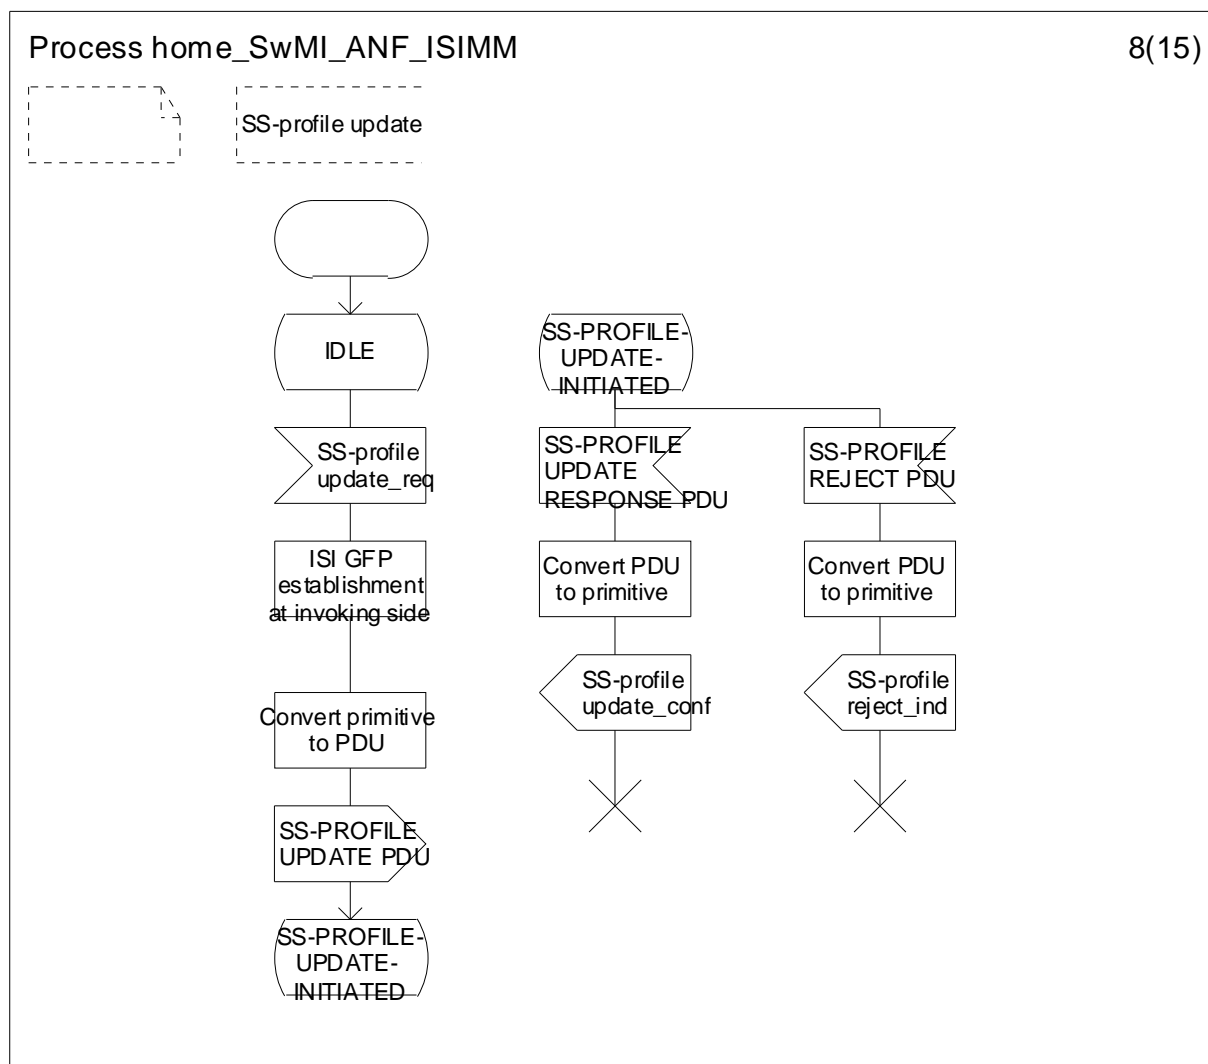 Process home_SwMI_ANF_ISIMM
8(15)
SS-profile update
IDLE
SS-profile
update_req
ISI GFP
establishment
at invoking side
Convert primitive
to PDU
SS-PROFILE
UPDATE PDU
SS-PROFILE-
UPDATE-
INITIATED
SS-PROFILE-
UPDATE-
INITIATED
SS-PROFILE
UPDATE
RESPONSE PDU
Convert PDU
to primitive
SS-profile
update_conf
SS-PROFILE
REJECT PDU
Convert PDU
to primitive
SS-profile
reject_ind